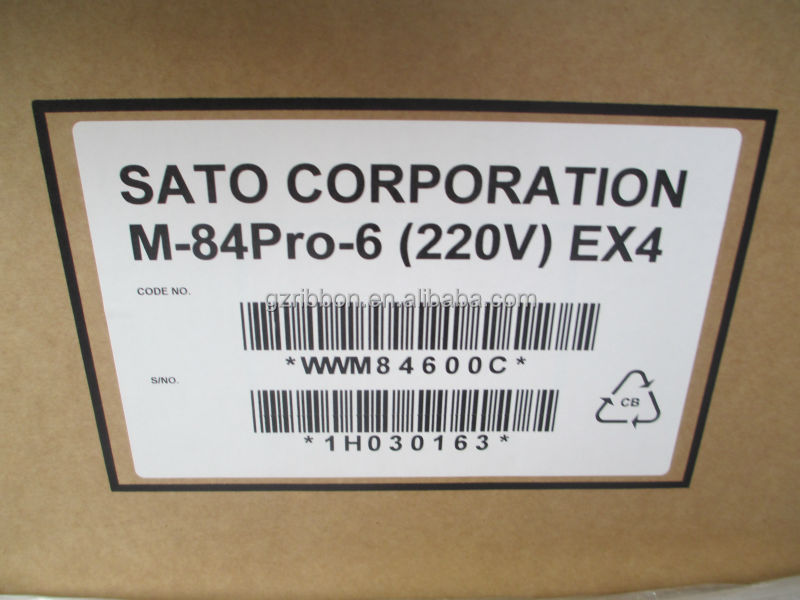 SATO CORPORATION
M-84Pro-6 (220V) EX4
CODE NO.
gzribbon.en.alibaba.com
*WWM84600C*
S/NO.
CB
*1H030163*